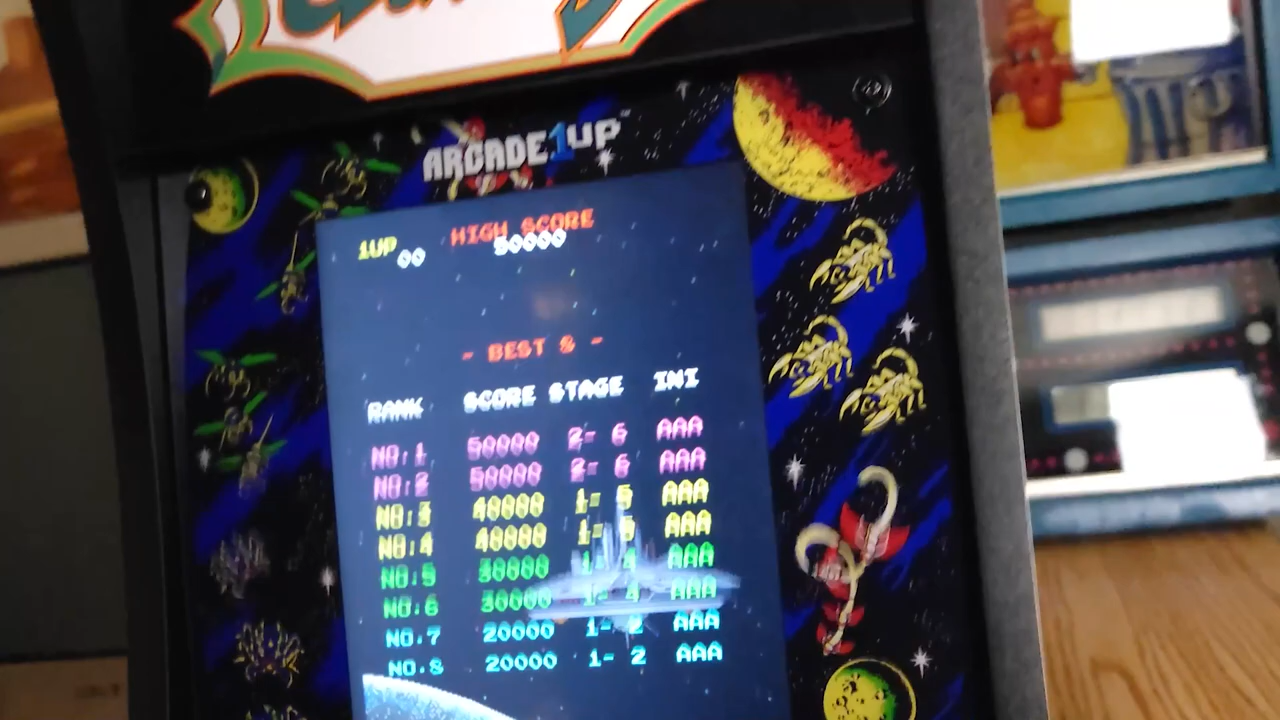 ARCADE1UP™
HIGH SCORE
1UP 00 50000
- BEST 8 -
RANK SCORE STAGE INI
NO.1 50000 2- 6 AAA
NO.2 50000 2- 6 AAA
NO.3 40000 1- 5 AAA
NO.4 40000 1- 5 AAA
NO.5 30000 1- 4 AAA
NO.6 30000 1- 4 AAA
NO.7 20000 1- 2 AAA
NO.8 20000 1- 2 AAA